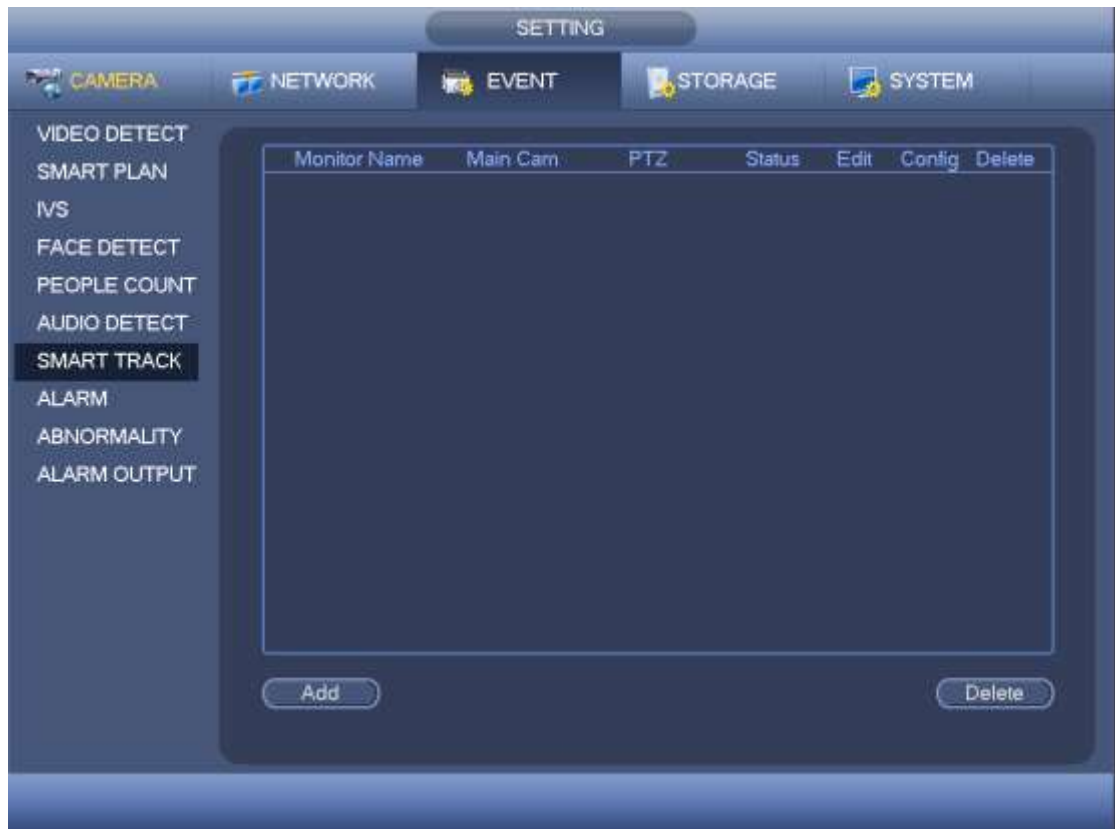 SETTING
CAMERA NETWORK EVENT STORAGE SYSTEM
VIDEO DETECT
SMART PLAN
IVS
FACE DETECT
PEOPLE COUNT
AUDIO DETECT
SMART TRACK
ALARM
ABNORMALITY
ALARM OUTPUT
Monitor Name Main Cam PTZ Status Edit Config Delete
Add Delete